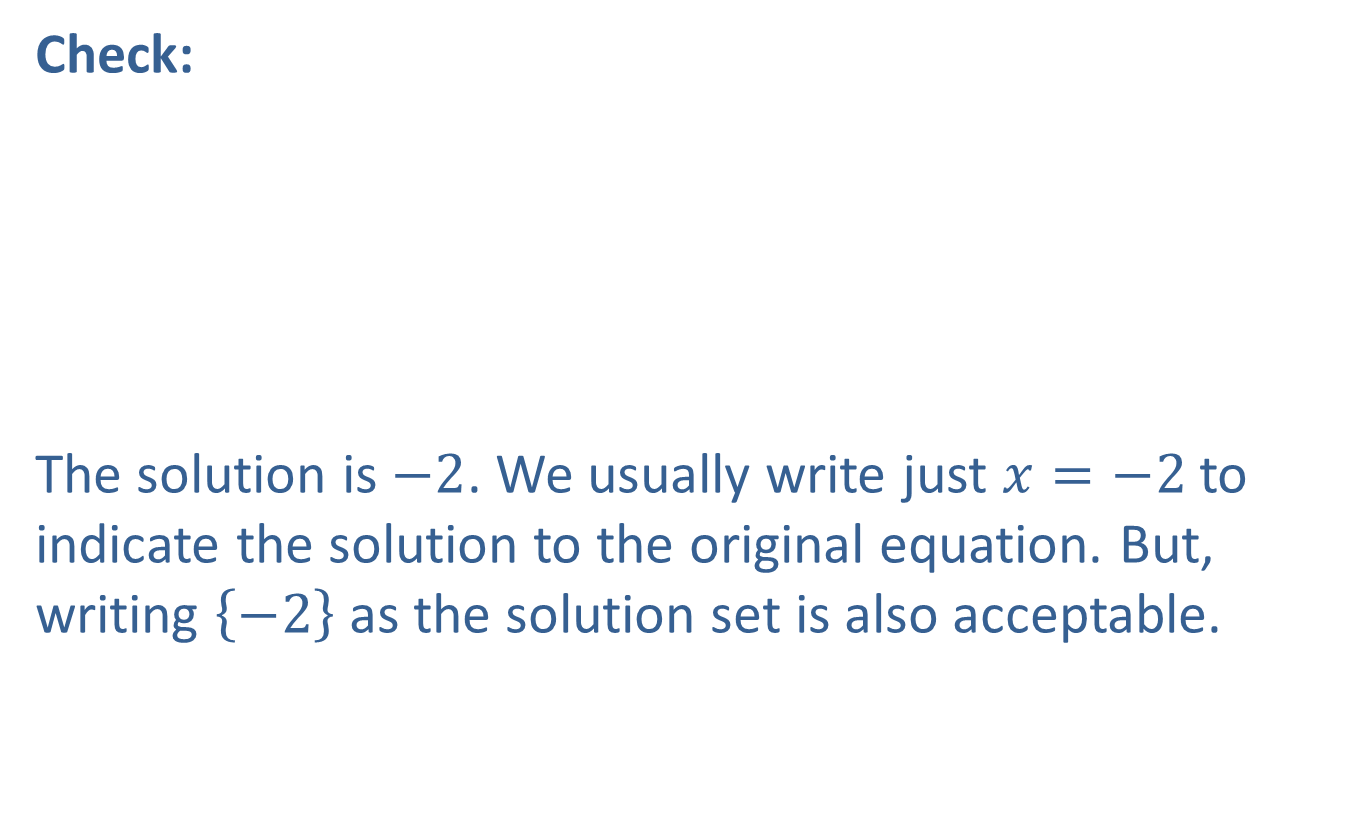 Check:
The solution is −2. We usually write just x = −2 to
indicate the solution to the original equation. But,
writing {−2} as the solution set is also acceptable.